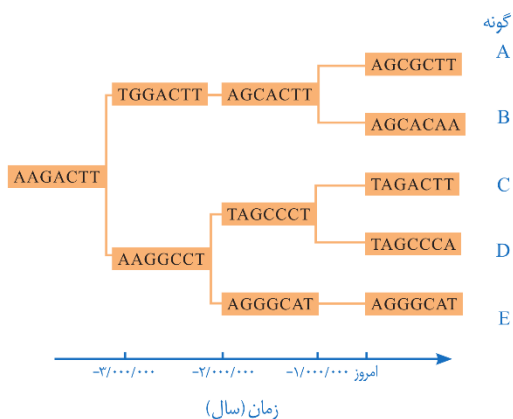 گونه
A
AGCGCTT
TGGACTT
AGCACTT
B
AGCACAA
AAGACTT
C
TAGACTT
TAGCCCT
D
TAGCCCA
AAGGCCT
E
AGGGCAT
AGGGCAT
-۳/۰۰۰/۰۰۰
-۲/۰۰۰/۰۰۰
-۱/۰۰۰/۰۰۰
امروز
زمان (سال)